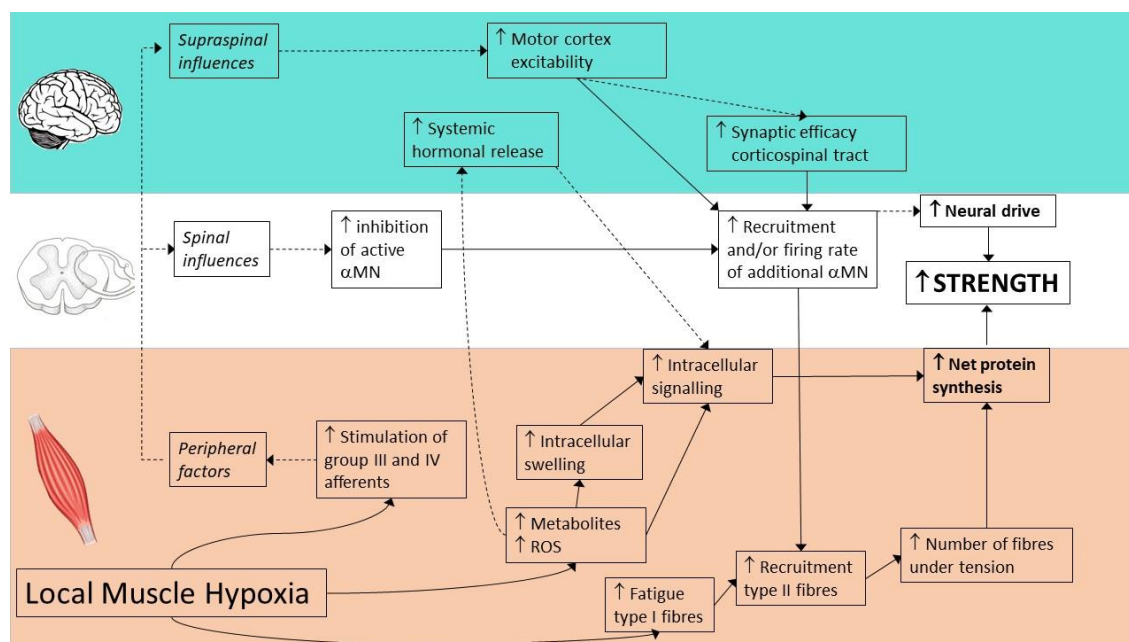 Supraspinal
influences
↑ Motor cortex
excitability
↑ Systemic
hormonal release
↑ Synaptic efficacy
corticospinal tract
Spinal
influences
↑ inhibition
of active
αMN
↑ Recruitment
and/or firing rate
of additional αMN
↑ Neural drive
↑ STRENGTH
↑ Intracellular
signalling
↑ Net protein
synthesis
Peripheral
factors
↑ Stimulation of
group III and IV
afferents
↑ Intracellular
swelling
↑ Metabolites
↑ ROS
↑ Number of fibres
under tension
↑ Recruitment
type II fibres
Local Muscle Hypoxia
↑ Fatigue
type I fibres